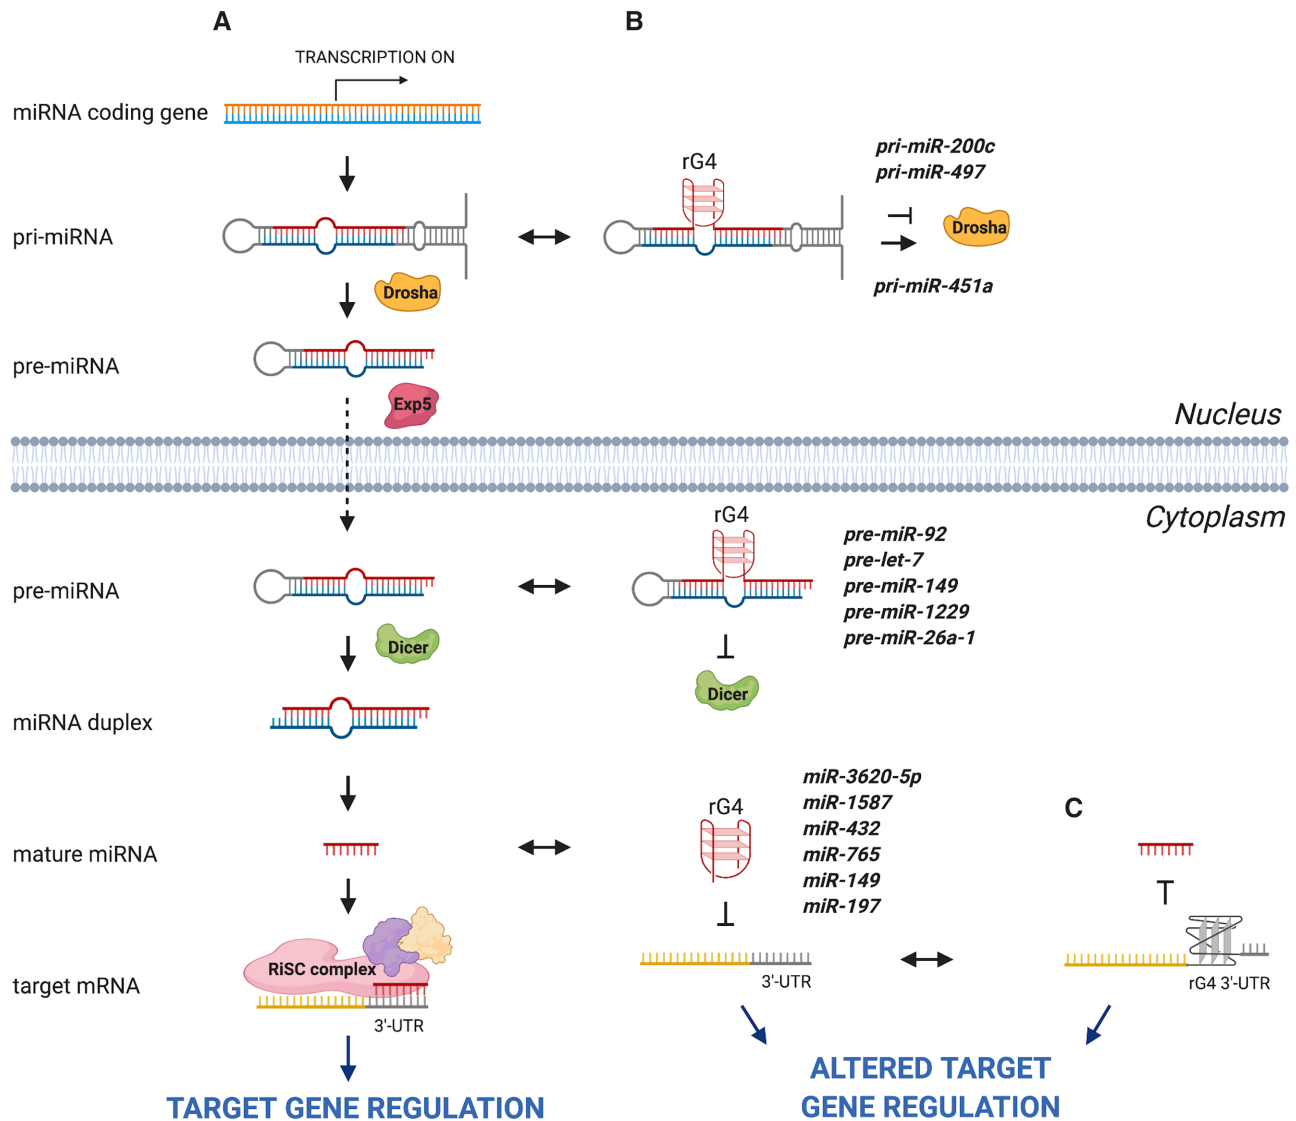 A
B
TRANSCRIPTION ON
miRNA coding gene
rG4
pri-miR-200c
pri-miR-497
pri-miRNA
Drosha
pri-miR-451a
Drosha
pre-miRNA
Exp5
Nucleus
Cytoplasm
rG4
pre-miR-92
pre-let-7
pre-miR-149
pre-miR-1229
pre-miR-26a-1
pre-miRNA
Dicer
Dicer
miRNA duplex
miR-3620-5p
miR-1587
miR-432
miR-765
miR-149
miR-197
rG4
C
mature miRNA
RiSC complex
target mRNA
3'-UTR
3'-UTR
rG4 3'-UTR
TARGET GENE REGULATION
ALTERED TARGET
GENE REGULATION